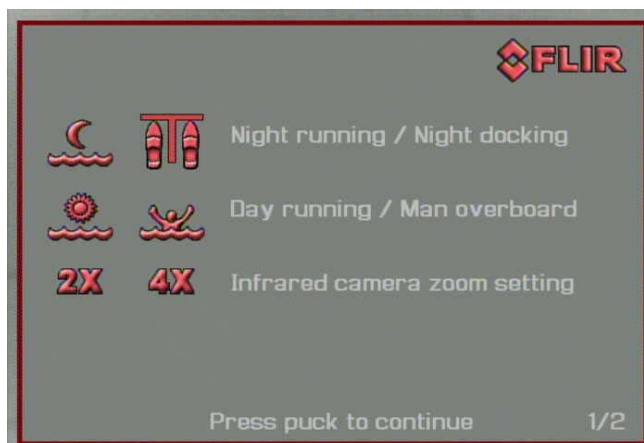 FLIR
Night running / Night docking
Day running / Man overboard
2X 4X Infrared camera zoom setting
Press puck to continue 1/2